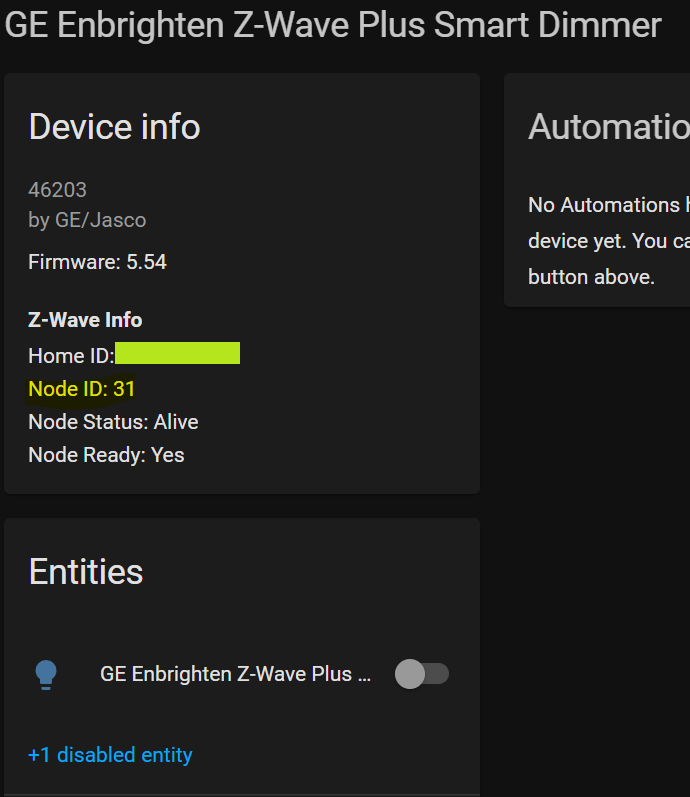 GE Enbrighten Z-Wave Plus Smart Dimmer
Device info
46203
by GE/Jasco
Firmware: 5.54
Z-Wave Info
Home ID:
Node ID: 31
Node Status: Alive
Node Ready: Yes
Entities
GE Enbrighten Z-Wave Plus ...
+1 disabled entity
Automatio
No Automations h
device yet. You ca
button above.